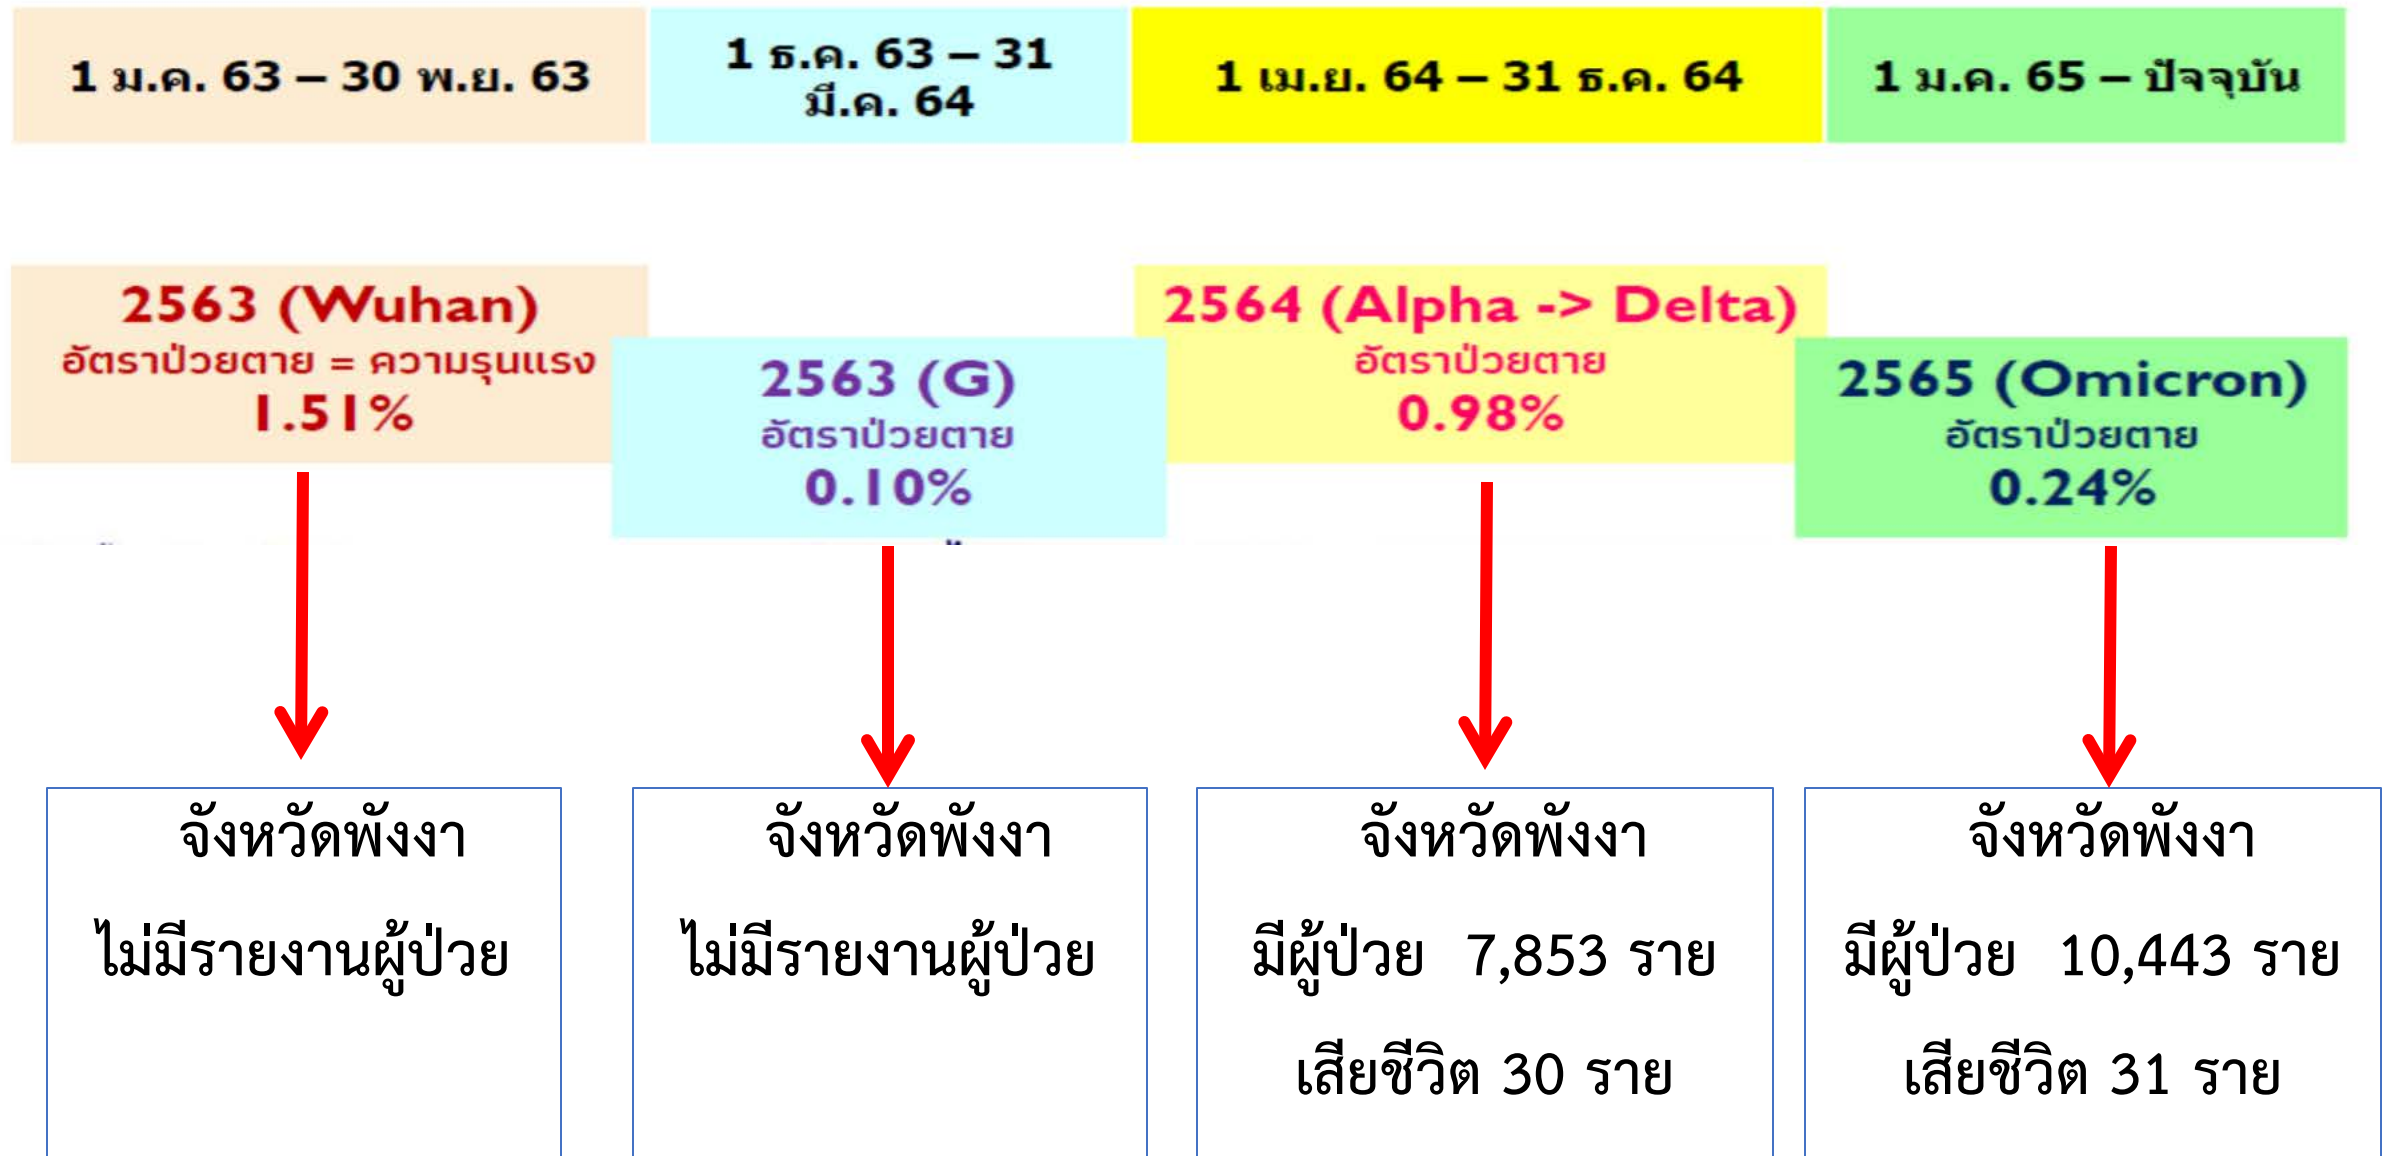 1 ม.ค. 63 – 30 พ.ย. 63
1 ธ.ค. 63 – 31
มี.ค. 64
1 เม.ย. 64 – 31 ธ.ค. 64
1 ม.ค. 65 – ปัจจุบัน
2563 (Wuhan)
อัตราป่วยตาย = ความรุนแรง
1.51%
2563 (G)
อัตราป่วยตาย
0.10%
2564 (Alpha -> Delta)
อัตราป่วยตาย
0.98%
2565 (Omicron)
อัตราป่วยตาย
0.24%
จังหวัดพังงา
ไม่มีรายงานผู้ป่วย
จังหวัดพังงา
ไม่มีรายงานผู้ป่วย
จังหวัดพังงา
มีผู้ป่วย 7,853 ราย
เสียชีวิต 30 ราย
จังหวัดพังงา
มีผู้ป่วย 10,443 ราย
เสียชีวิต 31 ราย